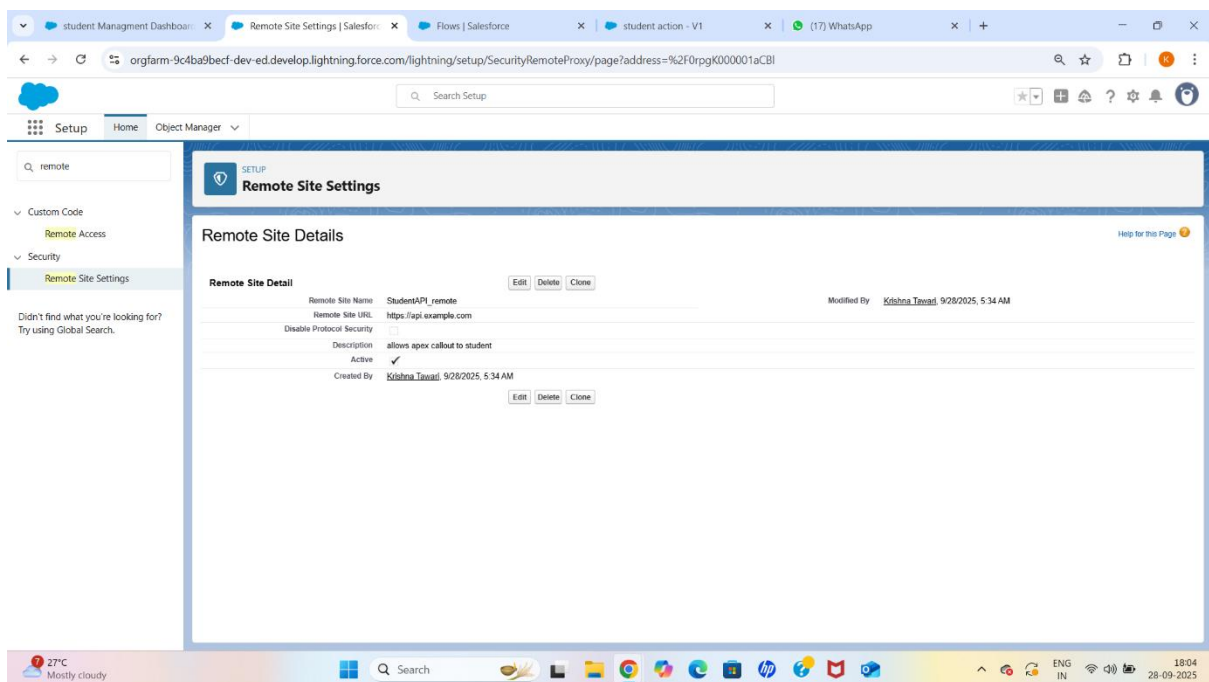 student Managment Dashboar
Remote Site Settings | Salesforc
Flows | Salesforce
student action - V1
(17) WhatsApp
orgfarm-9c4ba9becf-dev-ed.develop.lightning.force.com/lightning/setup/SecurityRemoteProxy/page?address=%2F0rpgK000001aCBI
K
Search Setup
Setup
Home
Object Manager
remote
SETUP
Remote Site Settings
Custom Code
Remote Access
Security
Remote Site Settings
Didn't find what you're looking for?
Try using Global Search.
Remote Site Details
Help for this Page
Remote Site Detail
Edit Delete Clone
Remote Site Name StudentAPI_remote
Modified By Krishna Tawari, 9/28/2025, 5:34 AM
Remote Site URL https://api.example.com
Disable Protocol Security
Description allows apex callout to student
Active
Created By Krishna Tawari, 9/28/2025, 5:34 AM
Edit Delete Clone
7
27°C
Mostly cloudy
Search
hp
ENG
IN
18:04
28-09-2025